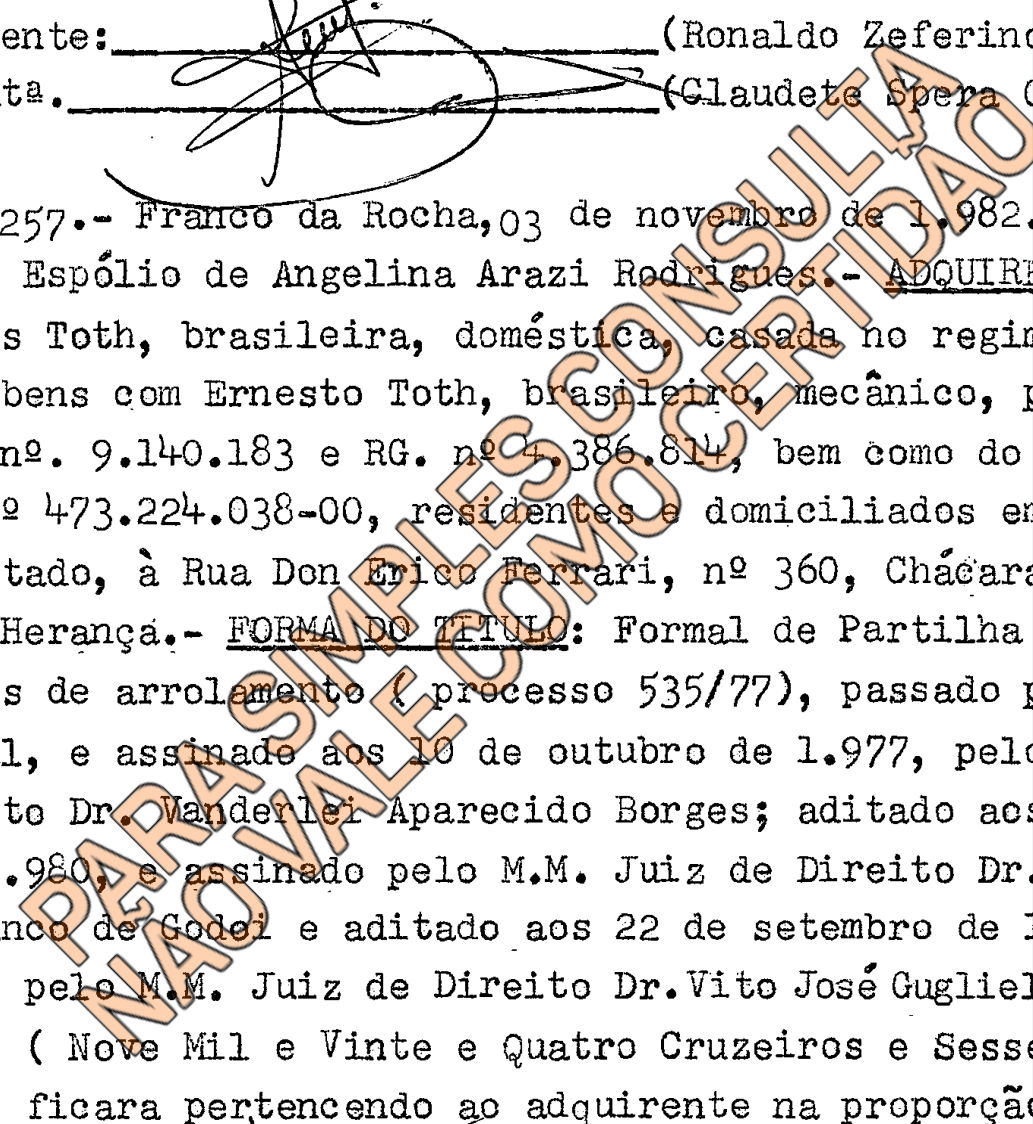 ente: (Ronaldo Zeferino
ta. (Claudete Spera
257.- Franco da Rocha, 03 de novembro de 1.982.
Espólio de Angelina Arazi Rodrigues.- ADQUIRE
s Toth, brasileira, doméstica, casada no regim
bens com Ernesto Toth, brasileiro, mecânico, p
nº. 9.140.183 e RG. nº 4.386.814, bem como do
º 473.224.038-00, residentes e domiciliados em
tado, à Rua Don Erico Ferrari, nº 360, Chácara
Herança.- FORMA DO TITULO: Formal de Partilha
s de arrolamento ( processo 535/77), passado p
l, e assinado aos 10 de outubro de 1.977, pelo
to Dr. Vanderlei Aparecido Borges; aditado aos
.980, e assinado pelo M.M. Juiz de Direito Dr.
nco de Godoi e aditado aos 22 de setembro de 1
pelo M.M. Juiz de Direito Dr. Vito José Gugliel
( Nove Mil e Vinte e Quatro Cruzeiros e Sesse
ficara pertencendo ao adquirente na proporção
PARA SIMPLES CONSULTA
NÃO VALE COMO CERTIDÃO